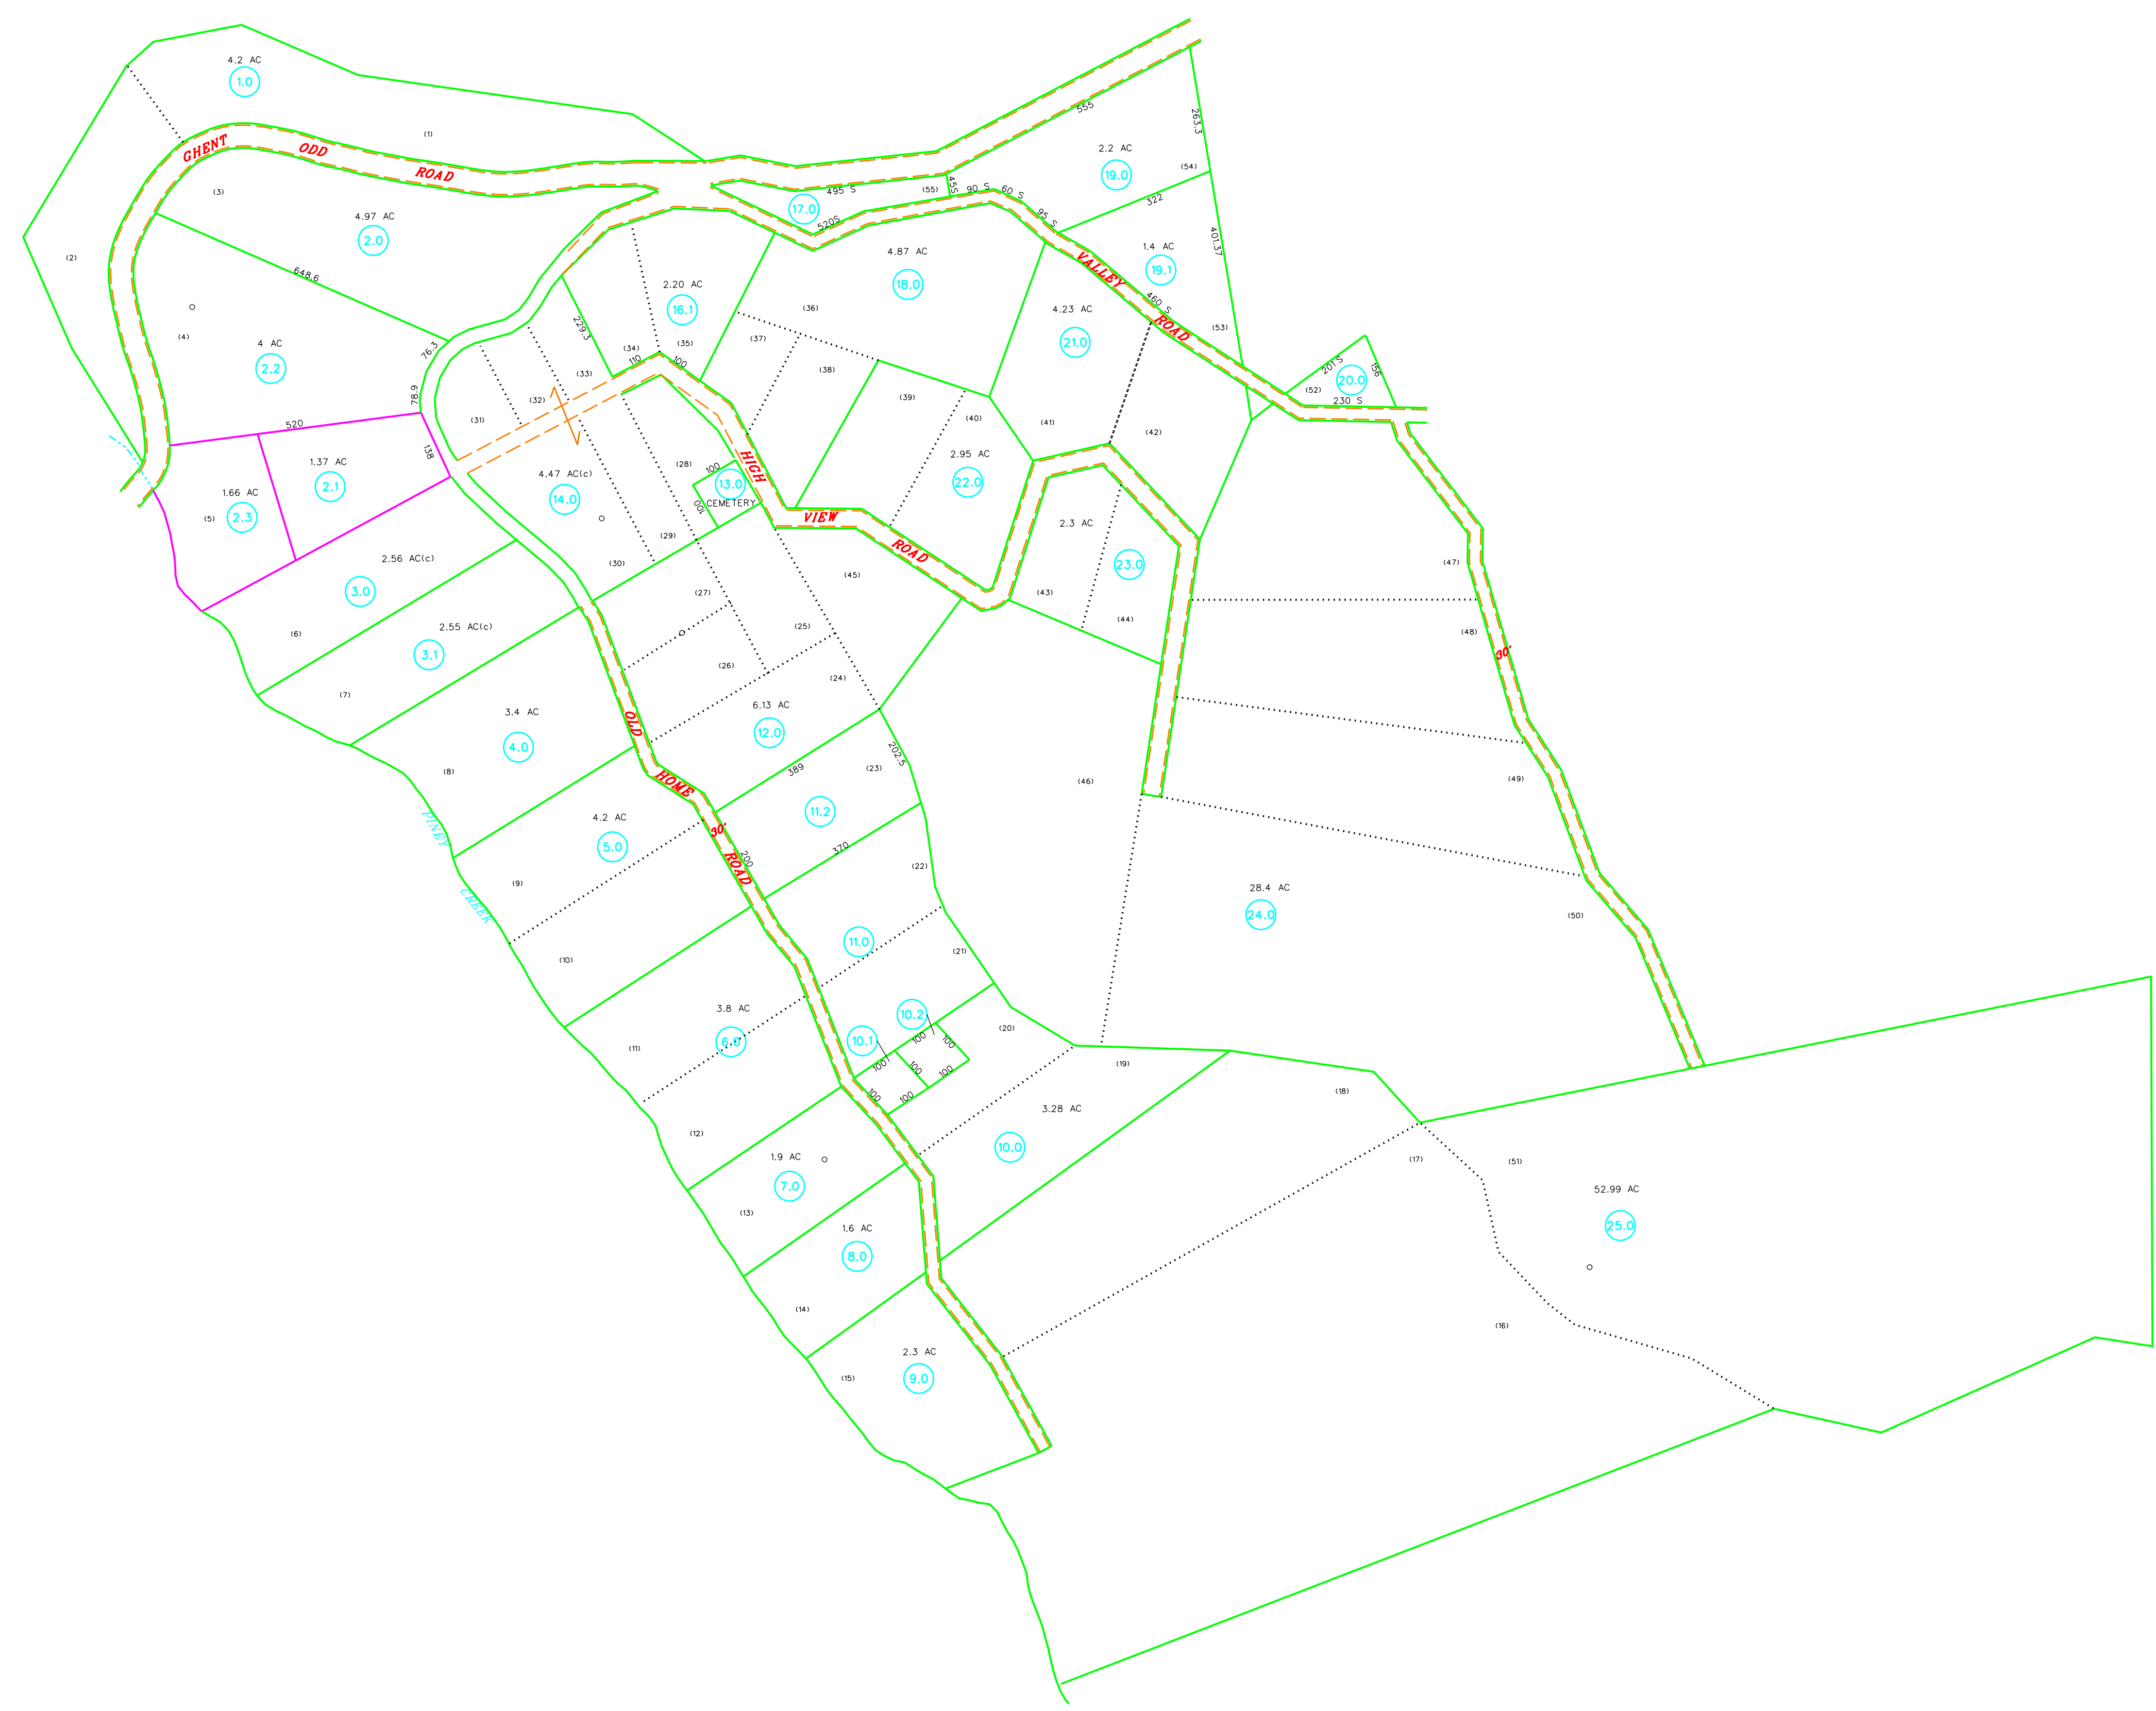 4.2 AC
1.0
(1)
GHENT ODD ROAD
(2)
(3)
4.97 AC
2.0
648.6
(4)
4 AC
2.2
76.3
78.9
520
138
1.37 AC
2.1
1.66 AC
2.3
(5)
2.56 AC(c)
3.0
(6)
2.55 AC(c)
3.1
(7)
3.4 AC
4.0
(8)
PINEY CREEK
4.2 AC
5.0
(9)
(10)
3.8 AC
6.0
(11)
(12)
1.9 AC
7.0
(13)
1.6 AC
8.0
(14)
2.3 AC
9.0
(15)
OLD HOME ROAD
30'
200
(31)
(32)
(33)
(34)
(35)
229.3
110
100
2.20 AC
16.1
4.47 AC(c)
14.0
(28)
(29)
(30)
100
100
13.0
CEMETERY
HIGH VIEW ROAD
(27)
(26)
(25)
(24)
6.13 AC
12.0
389
202.5
(23)
11.2
370
(22)
11.0
(21)
10.2
10.1
100
100
100
100
100
100
100
(20)
(19)
3.28 AC
10.0
(18)
(17)
(16)
(51)
52.99 AC
25.0
495 S
17.0
520S
(55)
45S
90 S
60 S
95 S
555
263.3
2.2 AC
19.0
(54)
322
401.37
1.4 AC
19.1
(53)
460 S
VALLEY ROAD
4.87 AC
18.0
(36)
(37)
(38)
(39)
(40)
4.23 AC
21.0
(41)
(42)
201 S
156
(52)
20.0
230 S
2.95 AC
22.0
2.3 AC
23.0
(43)
(44)
(45)
(46)
(47)
(48)
30'
(49)
28.4 AC
24.0
(50)